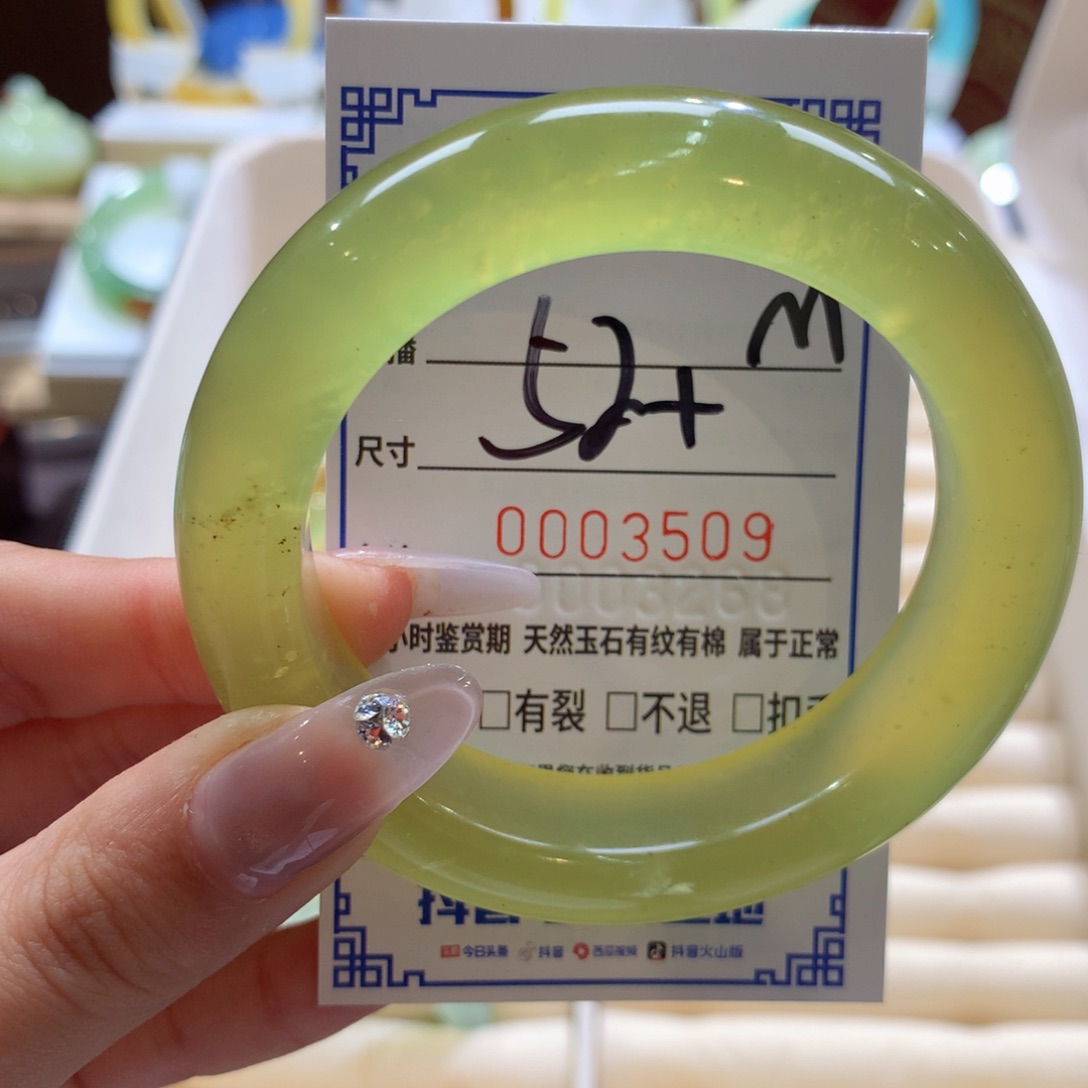 播 M
尺寸 52+
0003509
小时鉴赏期 天然玉石有纹有棉 属于正常
□有裂 □不退 □扣
今日头条 抖音 西瓜视频 抖音火山版